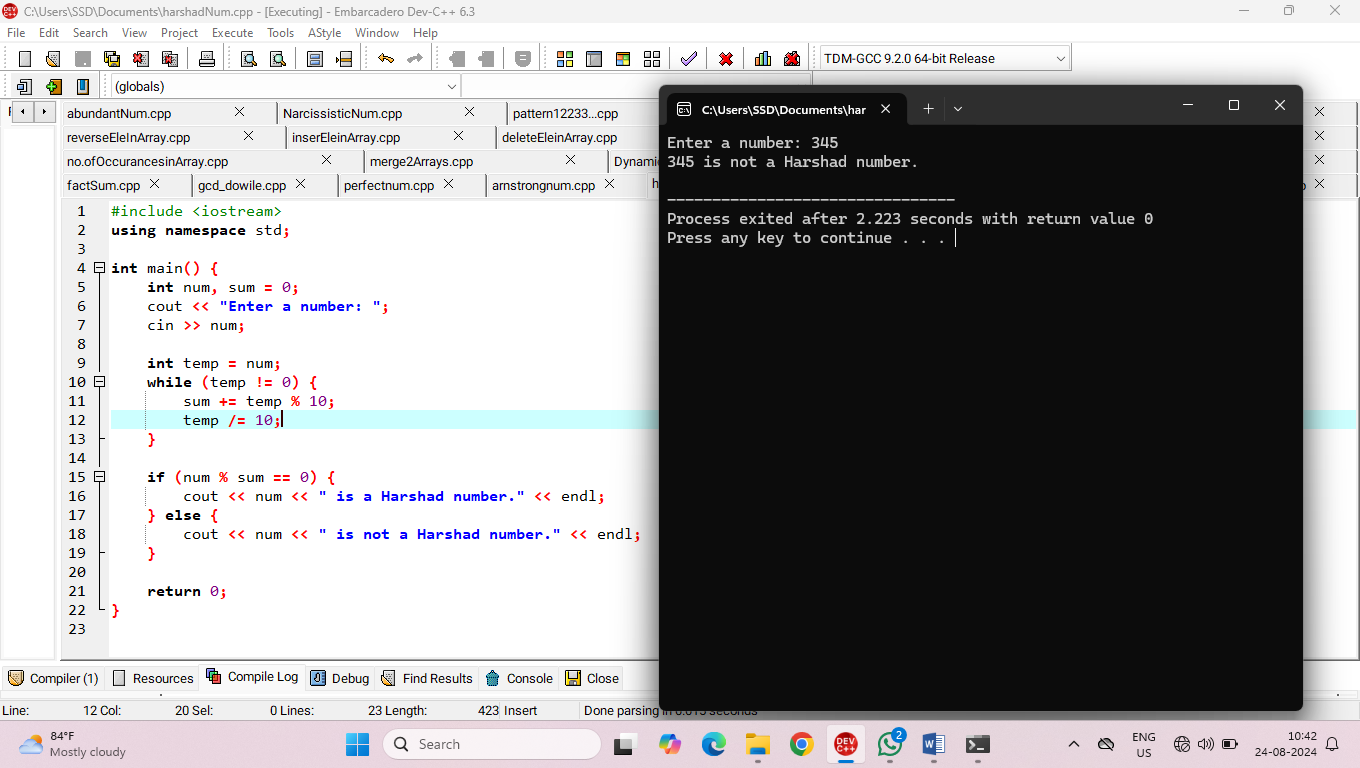 C:\Users\SSD\Documents\harshadNum.cpp - [Executing] - Embarcadero Dev-C++ 6.3
File Edit Search View Project Execute Tools AStyle Window Help
TDM-GCC 9.2.0 64-bit Release
(globals)
abundantNum.cpp NarcissisticNum.cpp pattern12233...cpp
reverseEleInArray.cpp inserEleinArray.cpp deleteEleinArray.cpp
no.ofOccurancesinArray.cpp merge2Arrays.cpp Dynami
factSum.cpp gcd_dowile.cpp perfectnum.cpp arnstrongnum.cpp h
1 #include <iostream>
2 using namespace std;
3
4 int main() {
5 int num, sum = 0;
6 cout << "Enter a number: ";
7 cin >> num;
8
9 int temp = num;
10 while (temp != 0) {
11 sum += temp % 10;
12 temp /= 10;
13 }
14
15 if (num % sum == 0) {
16 cout << num << " is a Harshad number." << endl;
17 } else {
18 cout << num << " is not a Harshad number." << endl;
19 }
20
21 return 0;
22 }
23
C:\Users\SSD\Documents\har
Enter a number: 345
345 is not a Harshad number.
--------------------------------
Process exited after 2.223 seconds with return value 0
Press any key to continue . . .
Compiler (1) Resources Compile Log Debug Find Results Console Close
Line: 12 Col: 20 Sel: 0 Lines: 23 Length: 423 Insert Done parsing in 0.015 seconds
84°F
Mostly cloudy
Search
DEV C++
2
ENG
US
10:42
24-08-2024